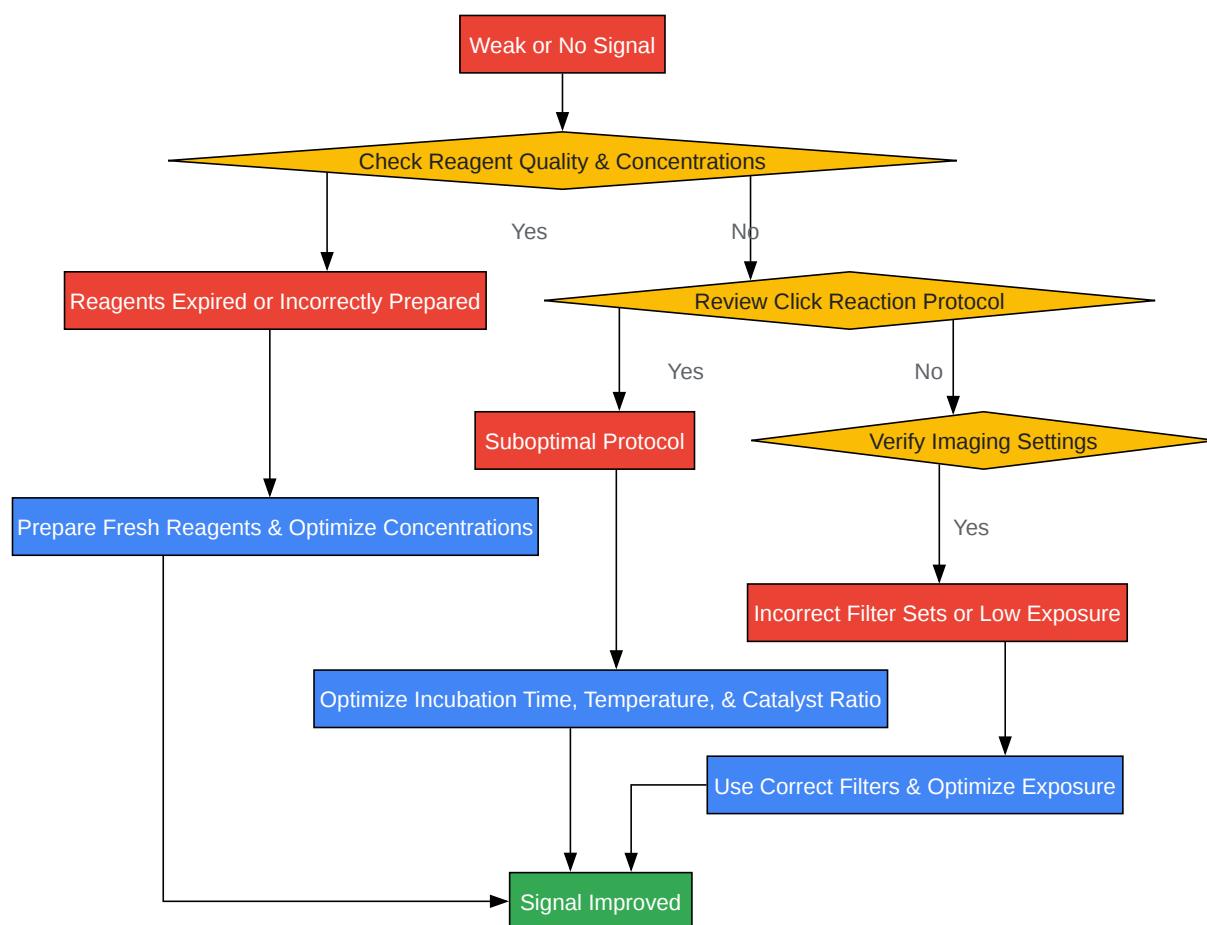 Weak or No Signal
Check Reagent Quality & Concentrations
Yes
No
Reagents Expired or Incorrectly Prepared
Review Click Reaction Protocol
Yes
No
Suboptimal Protocol
Verify Imaging Settings
Prepare Fresh Reagents & Optimize Concentrations
Yes
Incorrect Filter Sets or Low Exposure
Optimize Incubation Time, Temperature, & Catalyst Ratio
Use Correct Filters & Optimize Exposure
Signal Improved